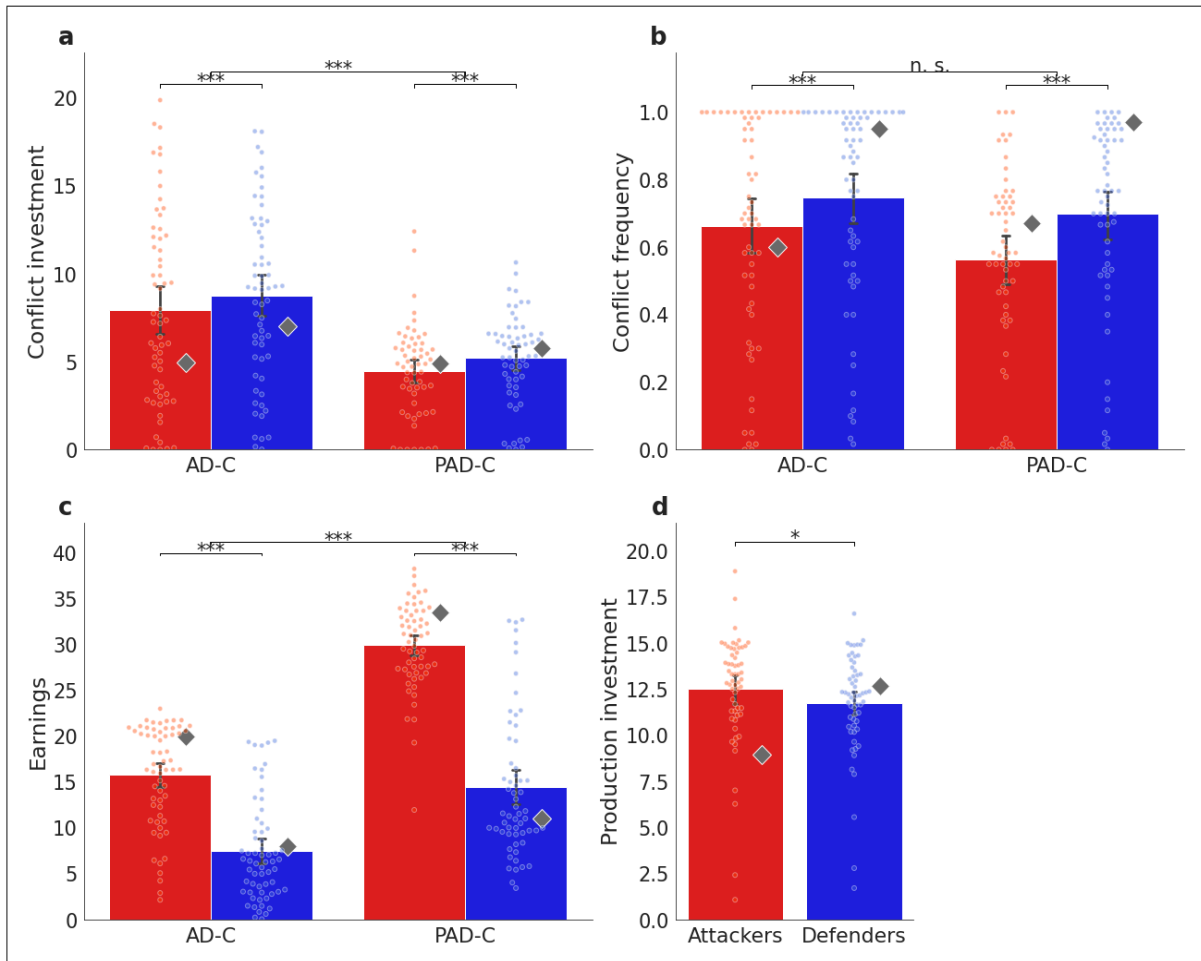 a
***
***
***
Conflict investment
20
15
10
5
0
AD-C
PAD-C
b
n. s.
***
***
Conflict frequency
1.0
0.8
0.6
0.4
0.2
0.0
AD-C
PAD-C
c
***
***
***
Earnings
40
35
30
25
20
15
10
5
0
AD-C
PAD-C
d
*
Production investment
20.0
17.5
15.0
12.5
10.0
7.5
5.0
2.5
0.0
Attackers
Defenders